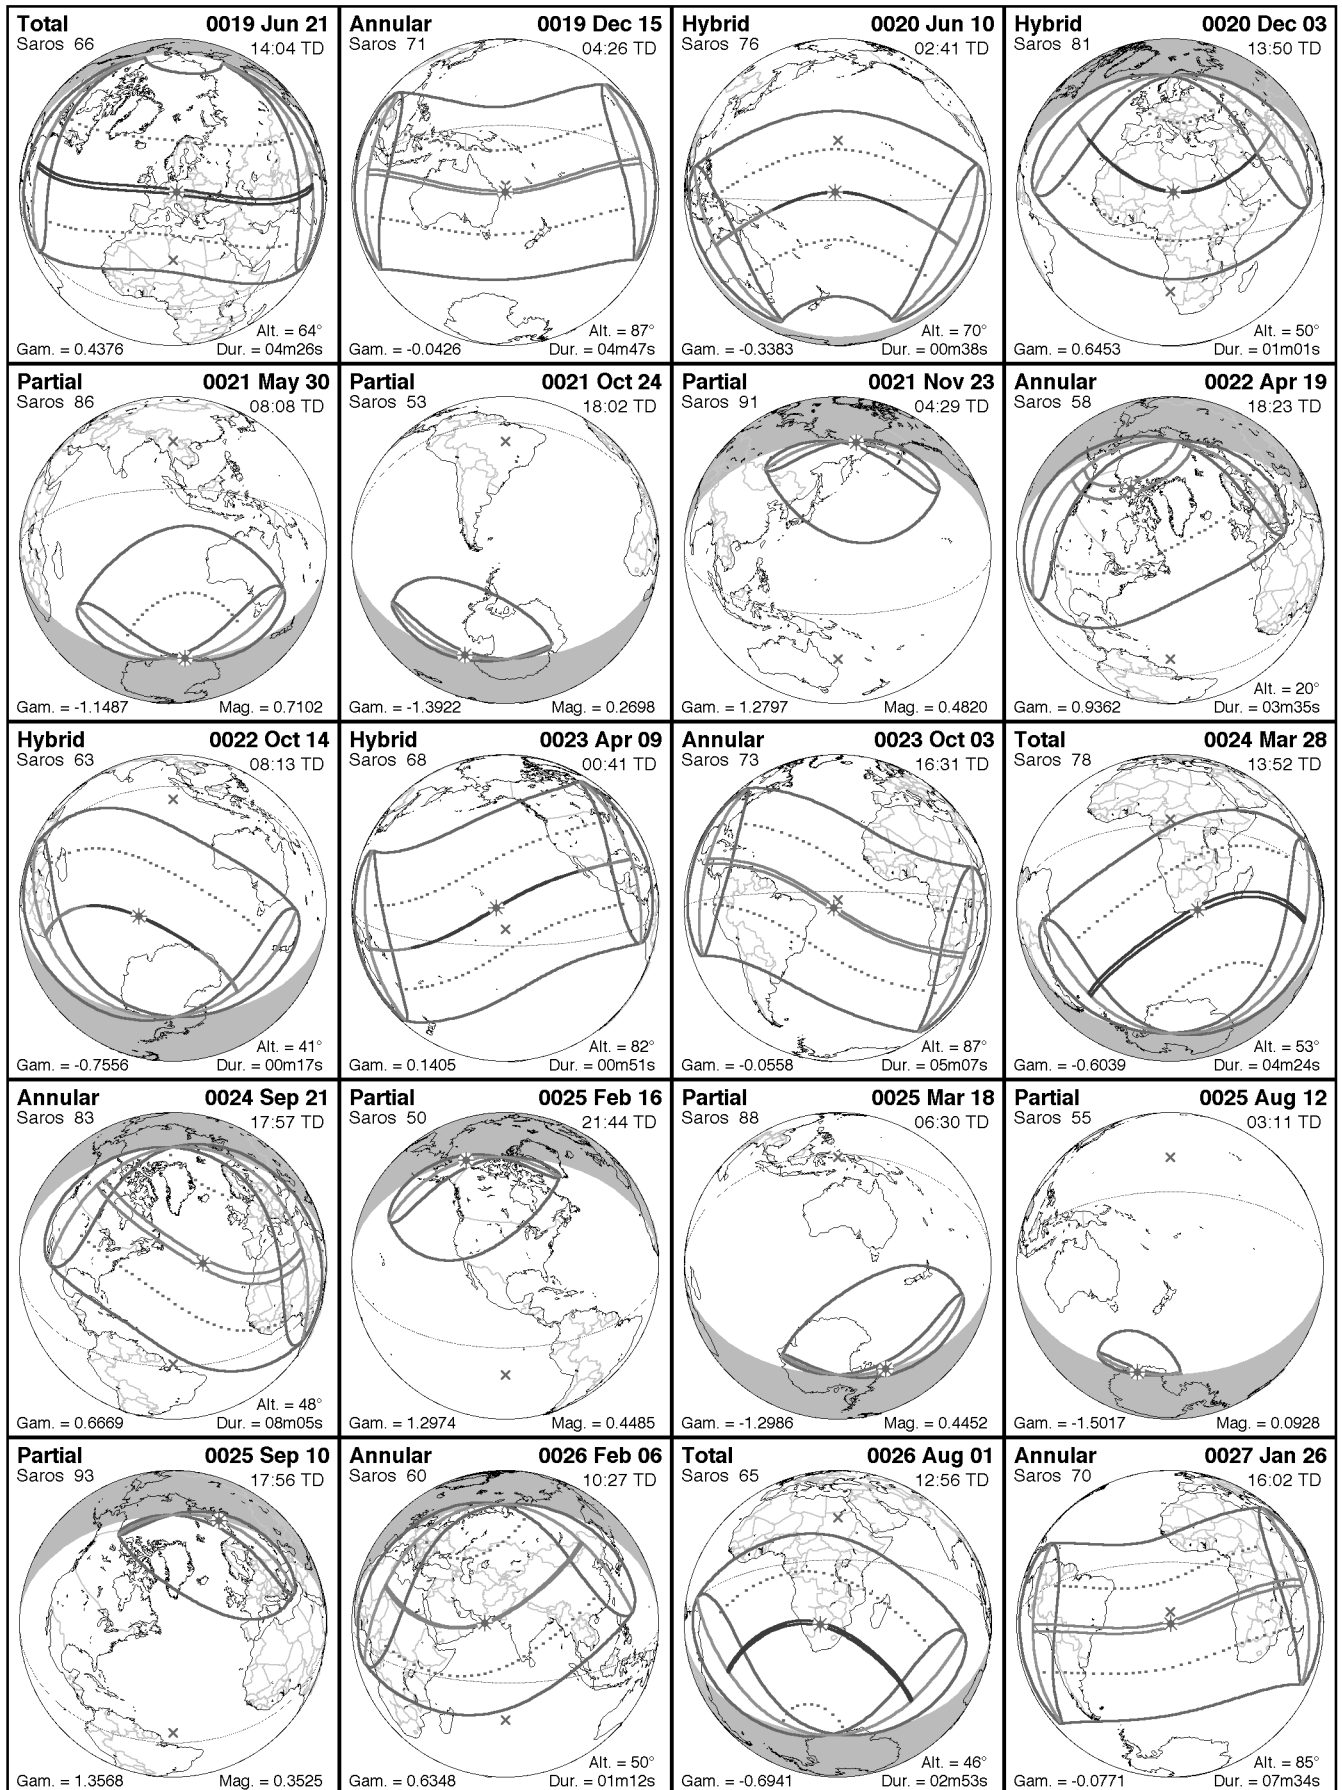 Total 0019 Jun 21
Saros 66 14:04 TD
Alt. = 64°
Gam. = 0.4376 Dur. = 04m26s
Annular 0019 Dec 15
Saros 71 04:26 TD
Alt. = 87°
Gam. = -0.0426 Dur. = 04m47s
Hybrid 0020 Jun 10
Saros 76 02:41 TD
Alt. = 70°
Gam. = -0.3383 Dur. = 00m38s
Hybrid 0020 Dec 03
Saros 81 13:50 TD
Alt. = 50°
Gam. = 0.6453 Dur. = 01m01s
Partial 0021 May 30
Saros 86 08:08 TD
Gam. = -1.1487 Mag. = 0.7102
Partial 0021 Oct 24
Saros 53 18:02 TD
Gam. = -1.3922 Mag. = 0.2698
Partial 0021 Nov 23
Saros 91 04:29 TD
Gam. = 1.2797 Mag. = 0.4820
Annular 0022 Apr 19
Saros 58 18:23 TD
Alt. = 20°
Gam. = 0.9362 Dur. = 03m35s
Hybrid 0022 Oct 14
Saros 63 08:13 TD
Alt. = 41°
Gam. = -0.7556 Dur. = 00m17s
Hybrid 0023 Apr 09
Saros 68 00:41 TD
Alt. = 82°
Gam. = 0.1405 Dur. = 00m51s
Annular 0023 Oct 03
Saros 73 16:31 TD
Alt. = 87°
Gam. = -0.0558 Dur. = 05m07s
Total 0024 Mar 28
Saros 78 13:52 TD
Alt. = 53°
Gam. = -0.6039 Dur. = 04m24s
Annular 0024 Sep 21
Saros 83 17:57 TD
Alt. = 48°
Gam. = 0.6669 Dur. = 08m05s
Partial 0025 Feb 16
Saros 50 21:44 TD
Gam. = 1.2974 Mag. = 0.4485
Partial 0025 Mar 18
Saros 88 06:30 TD
Gam. = -1.2986 Mag. = 0.4452
Partial 0025 Aug 12
Saros 55 03:11 TD
Gam. = -1.5017 Mag. = 0.0928
Partial 0025 Sep 10
Saros 93 17:56 TD
Gam. = 1.3568 Mag. = 0.3525
Annular 0026 Feb 06
Saros 60 10:27 TD
Alt. = 50°
Gam. = 0.6348 Dur. = 01m12s
Total 0026 Aug 01
Saros 65 12:56 TD
Alt. = 46°
Gam. = -0.6941 Dur. = 02m53s
Annular 0027 Jan 26
Saros 70 16:02 TD
Alt. = 85°
Gam. = -0.0771 Dur. = 07m34s